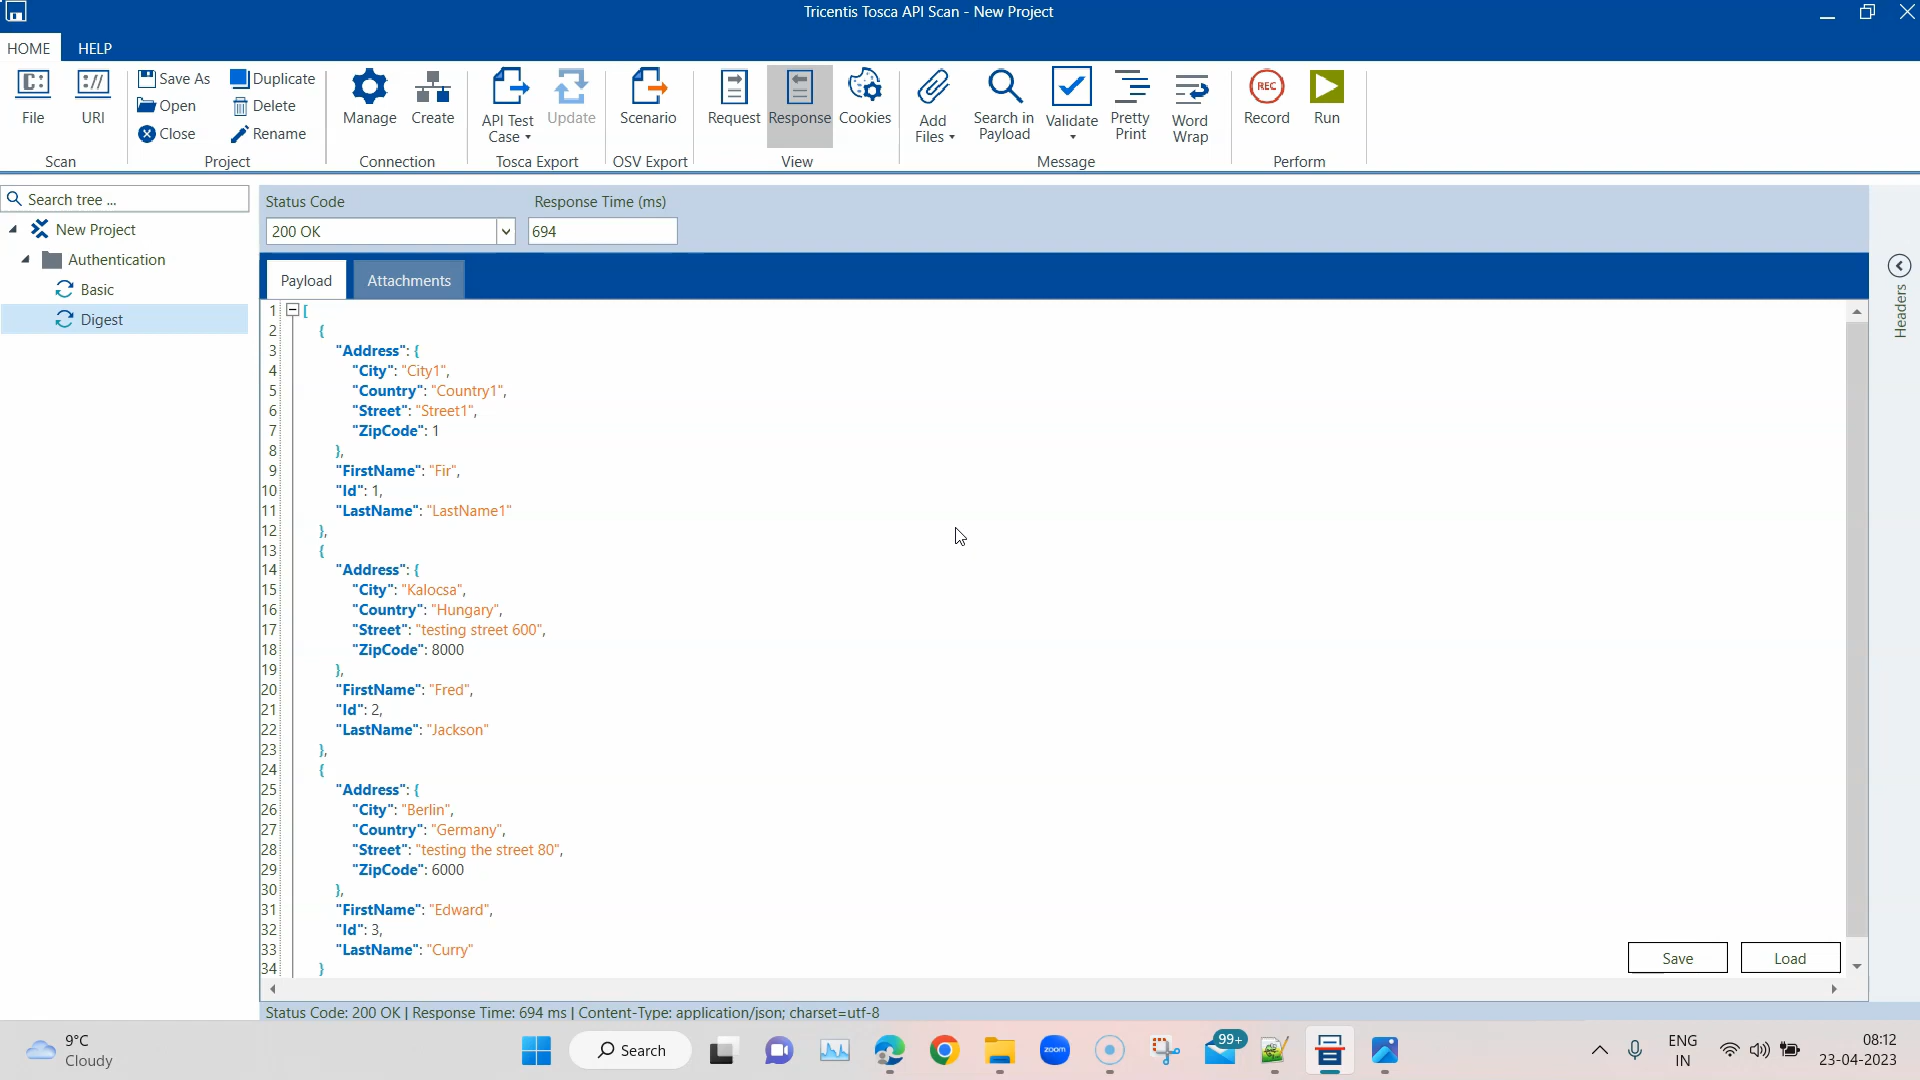 Tricentis Tosca API Scan - New Project
HOME HELP
File
URI
Scan
Save As
Open
Close
Duplicate
Delete
Rename
Project
Manage
Create
Connection
API Test
Case
Update
Tosca Export
Scenario
OSV Export
Request
Response
Cookies
View
Add
Files
Search in
Payload
Validate
Pretty
Print
Word
Wrap
Message
REC
Record
Run
Perform
Search tree ...
New Project
Authentication
Basic
Digest
Status Code
Response Time (ms)
200 OK
694
Payload
Attachments
Headers
1 [
2 {
3 "Address": {
4 "City": "City1",
5 "Country": "Country1",
6 "Street": "Street1",
7 "ZipCode": 1
8 },
9 "FirstName": "Fir",
10 "Id": 1,
11 "LastName": "LastName1"
12 },
13 {
14 "Address": {
15 "City": "Kalocsa",
16 "Country": "Hungary",
17 "Street": "testing street 600",
18 "ZipCode": 8000
19 },
20 "FirstName": "Fred",
21 "Id": 2,
22 "LastName": "Jackson"
23 },
24 {
25 "Address": {
26 "City": "Berlin",
27 "Country": "Germany",
28 "Street": "testing the street 80",
29 "ZipCode": 6000
30 },
31 "FirstName": "Edward",
32 "Id": 3,
33 "LastName": "Curry"
34 }
Save
Load
Status Code: 200 OK | Response Time: 694 ms | Content-Type: application/json; charset=utf-8
9°C
Cloudy
Search
zoom
99+
ENG
IN
08:12
23-04-2023